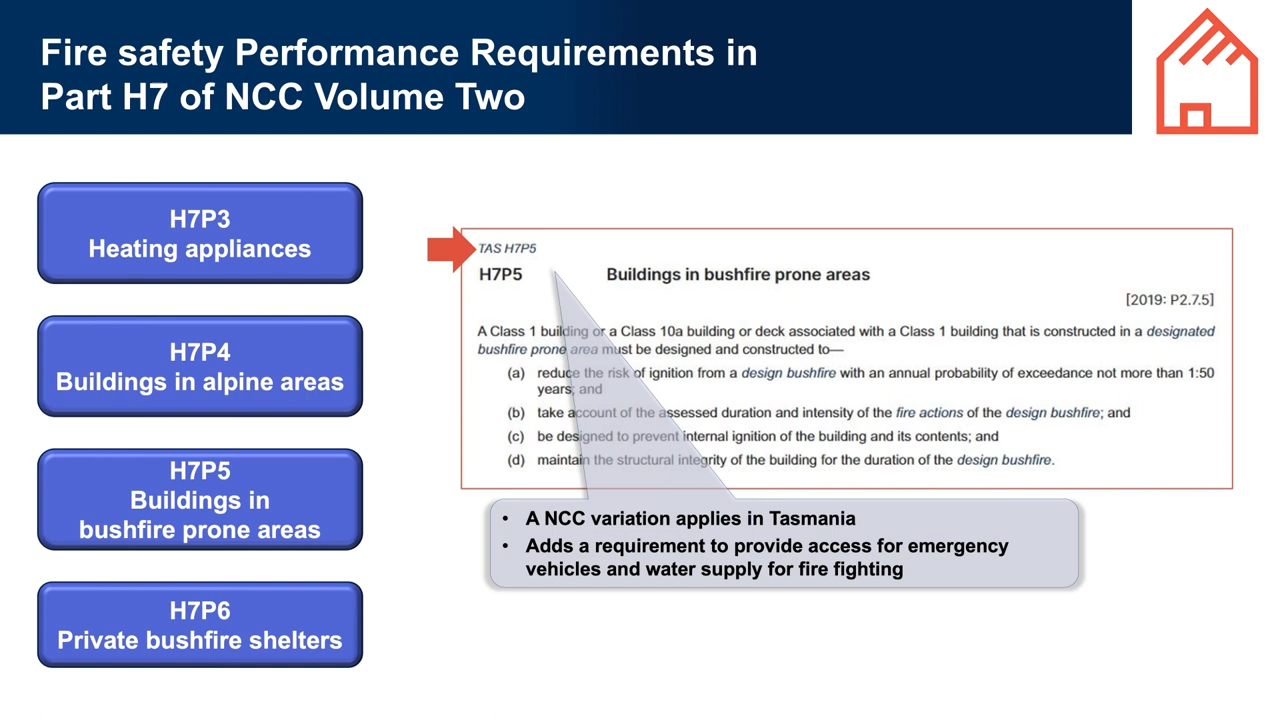 Fire safety Performance Requirements in
Part H7 of NCC Volume Two
H7P3
Heating appliances
H7P4
Buildings in alpine areas
H7P5
Buildings in
bushfire prone areas
H7P6
Private bushfire shelters
TAS H7P5
H7P5 Buildings in bushfire prone areas
[2019: P2.7.5]
A Class 1 building or a Class 10a building or deck associated with a Class 1 building that is constructed in a designated
bushfire prone area must be designed and constructed to—
(a) reduce the risk of ignition from a design bushfire with an annual probability of exceedance not more than 1:50
years; and
(b) take account of the assessed duration and intensity of the fire actions of the design bushfire; and
(c) be designed to prevent internal ignition of the building and its contents; and
(d) maintain the structural integrity of the building for the duration of the design bushfire.
• A NCC variation applies in Tasmania
• Adds a requirement to provide access for emergency
vehicles and water supply for fire fighting